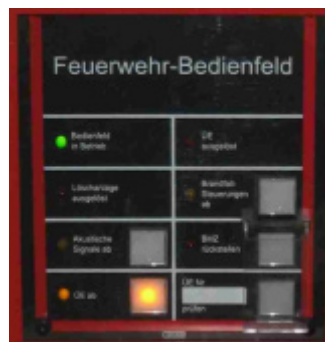 Feuerwehr-Bedienfeld
Bedienfeld
in Betrieb
ÜE
ausgelöst
Löschanlage
ausgelöst
Brandfall-
Steuerungen
ab
Akustische
Signale ab
BMZ
rückstellen
ÜE ab
ÜE
prüfen